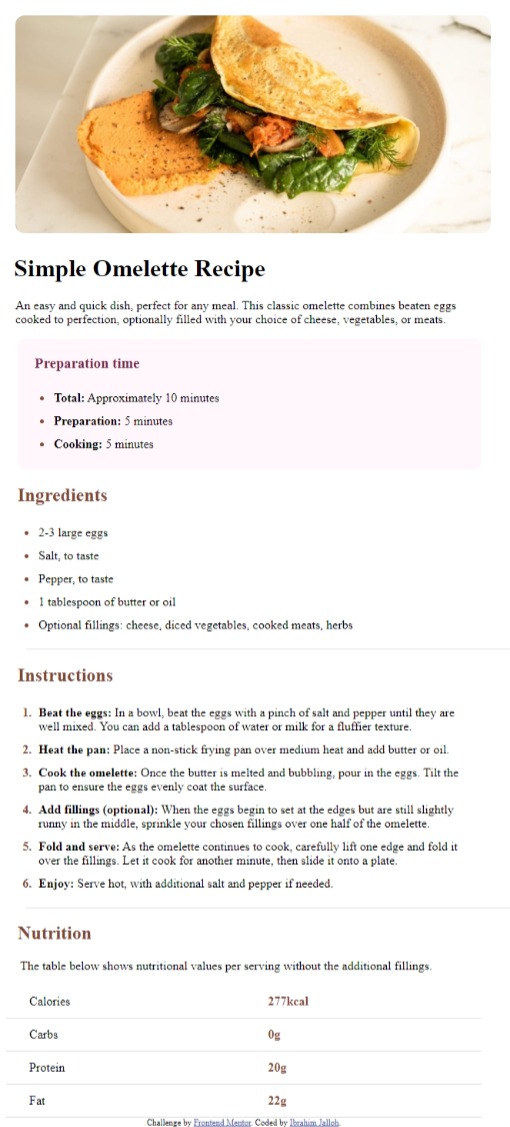 Simple Omelette Recipe
An easy and quick dish, perfect for any meal. This classic omelette combines beaten eggs
cooked to perfection, optionally filled with your choice of cheese, vegetables, or meats.
Preparation time
• Total: Approximately 10 minutes
• Preparation: 5 minutes
• Cooking: 5 minutes
Ingredients
• 2-3 large eggs
• Salt, to taste
• Pepper, to taste
• 1 tablespoon of butter or oil
• Optional fillings: cheese, diced vegetables, cooked meats, herbs
Instructions
1. Beat the eggs: In a bowl, beat the eggs with a pinch of salt and pepper until they are
well mixed. You can add a tablespoon of water or milk for a fluffier texture.
2. Heat the pan: Place a non-stick frying pan over medium heat and add butter or oil.
3. Cook the omelette: Once the butter is melted and bubbling, pour in the eggs. Tilt the
pan to ensure the eggs evenly coat the surface.
4. Add fillings (optional): When the eggs begin to set at the edges but are still slightly
runny in the middle, sprinkle your chosen fillings over one half of the omelette.
5. Fold and serve: As the omelette continues to cook, carefully lift one edge and fold it
over the fillings. Let it cook for another minute, then slide it onto a plate.
6. Enjoy: Serve hot, with additional salt and pepper if needed.
Nutrition
The table below shows nutritional values per serving without the additional fillings.
Calories 277kcal
Carbs 0g
Protein 20g
Fat 22g
Challenge by Frontend Mentor. Coded by Ibrahim Jalloh.